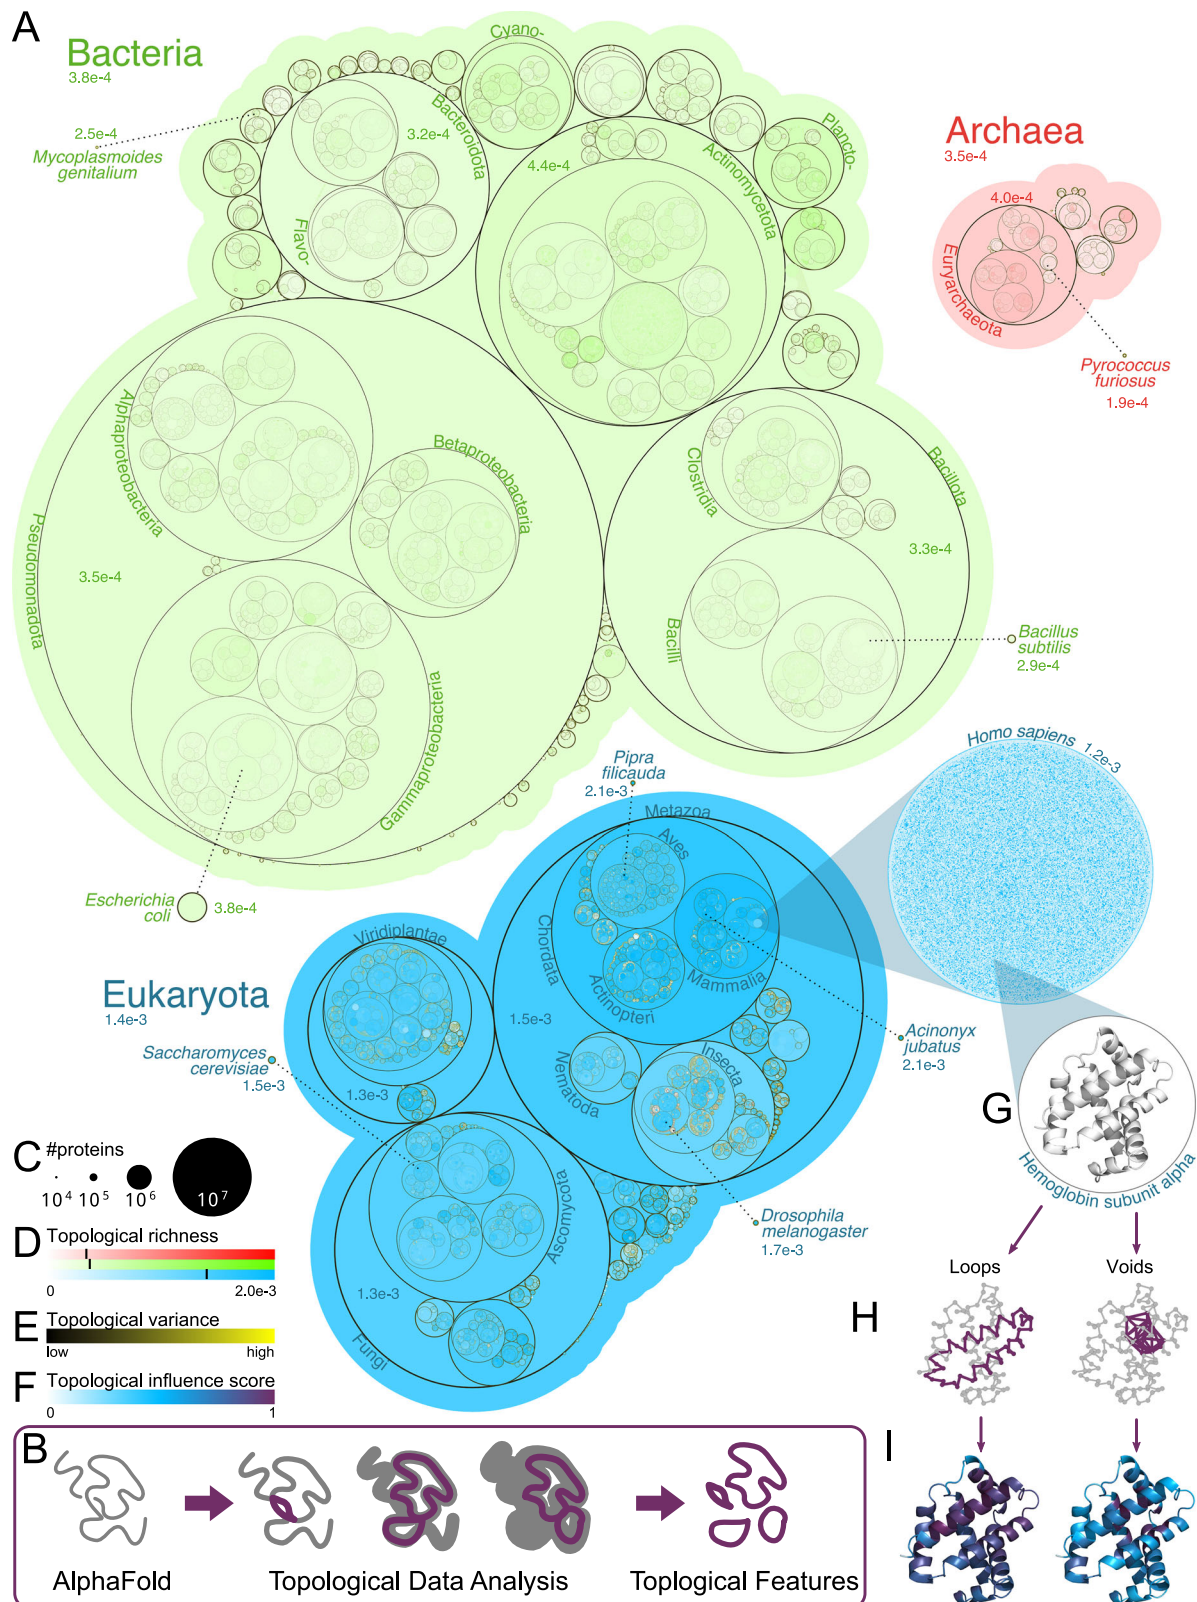 A
Bacteria
3.8e-4
Cyano-
2.5e-4
Mycoplasmoides
genitalium
Bacteroidota
3.2e-4
Flavo-
4.4e-4
Actinomycetota
Plancto-
Archaea
3.5e-4
4.0e-4
Euryarchaeota
Pyrococcus
furiosus
1.9e-4
Alphaproteobacteria
Betaproteobacteria
Pseudomonadota
3.5e-4
Gammaproteobacteria
Clostridia
Bacillota
3.3e-4
Bacilli
Bacillus
subtilis
2.9e-4
Escherichia
coli
3.8e-4
Pipra
filicauda
2.1e-3
Homo sapiens 1.2e-3
Metazoa
Aves
Chordata
Mammalia
Actinopteri
Viridiplantae
Eukaryota
1.4e-3
1.5e-3
Saccharomyces
cerevisiae
1.5e-3
1.3e-3
Nematoda
Insecta
Acinonyx
jubatus
2.1e-3
Ascomycota
Drosophila
melanogaster
1.7e-3
1.3e-3
Fungi
G
Hemoglobin subunit alpha
C #proteins
10^4 10^5 10^6 10^7
D Topological richness
0 2.0e-3
E Topological variance
low high
F Topological influence score
0 1
Loops Voids
H
I
B
AlphaFold Topological Data Analysis Toplogical Features